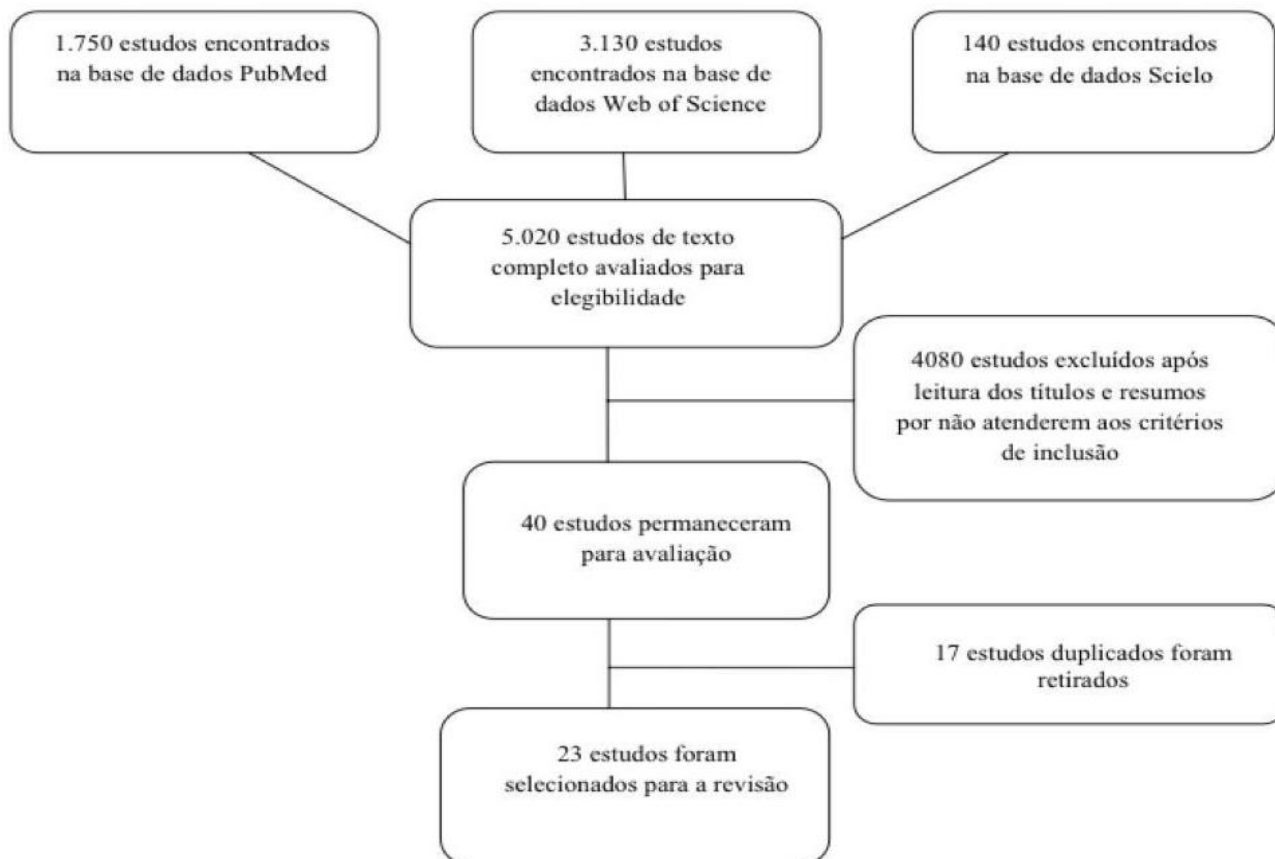 1.750 estudos encontrados
na base de dados PubMed
3.130 estudos
encontrados na base de
dados Web of Science
140 estudos encontrados
na base de dados Scielo
5.020 estudos de texto
completo avaliados para
elegibilidade
4080 estudos excluídos após
leitura dos títulos e resumos
por não atenderem aos critérios
de inclusão
40 estudos permaneceram
para avaliação
17 estudos duplicados foram
retirados
23 estudos foram
selecionados para a revisão